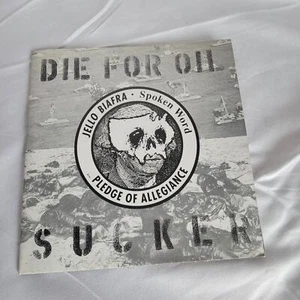 DIE FOR OIL
JELLO BIAFRA • Spoken Word
PLEDGE OF ALLEGIANCE
SUCKER